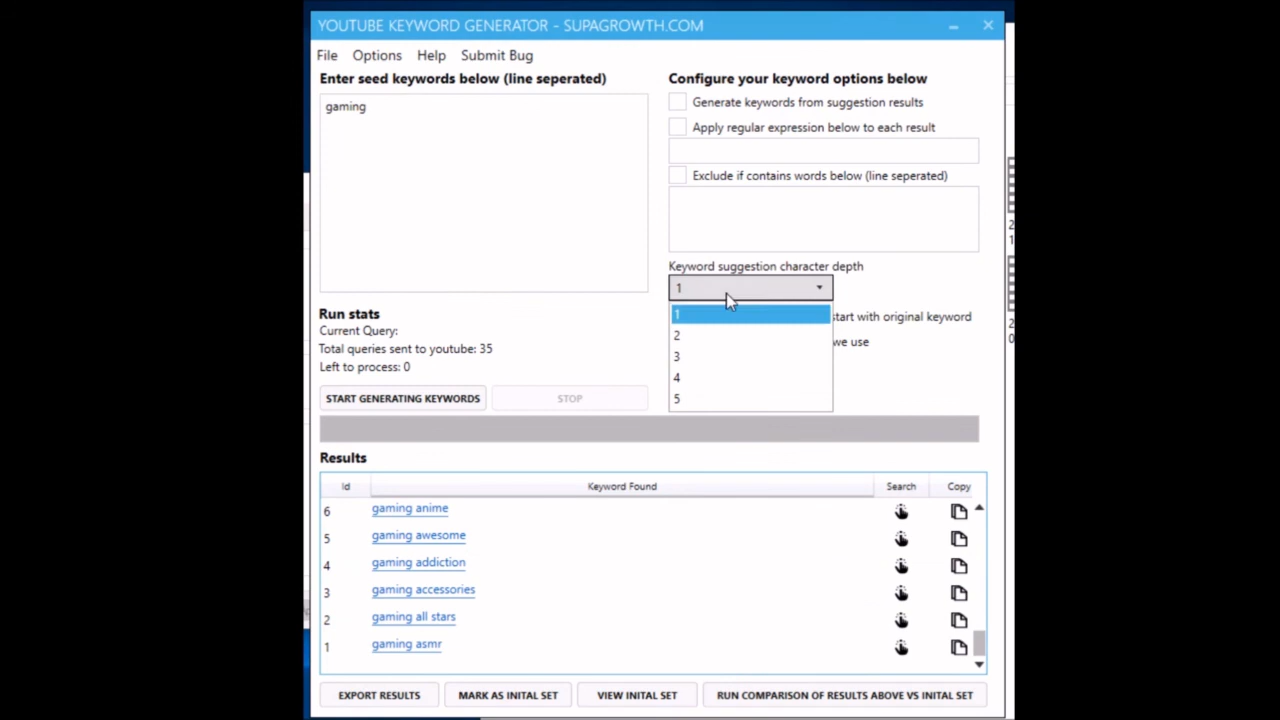 YOUTUBE KEYWORD GENERATOR - SUPAGROWTH.COM
File Options Help Submit Bug
Enter seed keywords below (line seperated)
gaming
Configure your keyword options below
Generate keywords from suggestion results
Apply regular expression below to each result
Exclude if contains words below (line seperated)
Keyword suggestion character depth
1
1
2
3
4
5
start with original keyword
we use
Run stats
Current Query:
Total queries sent to youtube: 35
Left to process: 0
START GENERATING KEYWORDS STOP
Results
Id Keyword Found Search Copy
6 gaming anime
5 gaming awesome
4 gaming addiction
3 gaming accessories
2 gaming all stars
1 gaming asmr
EXPORT RESULTS MARK AS INITAL SET VIEW INITAL SET RUN COMPARISON OF RESULTS ABOVE VS INITAL SET